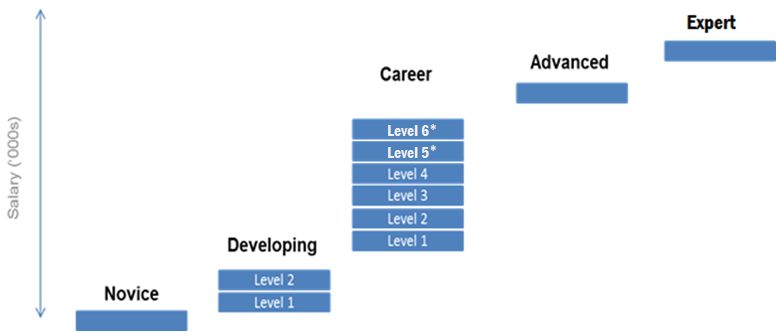 Salary ('000s)
Novice
Developing
Level 2
Level 1
Career
Level 6*
Level 5*
Level 4
Level 3
Level 2
Level 1
Advanced
Expert